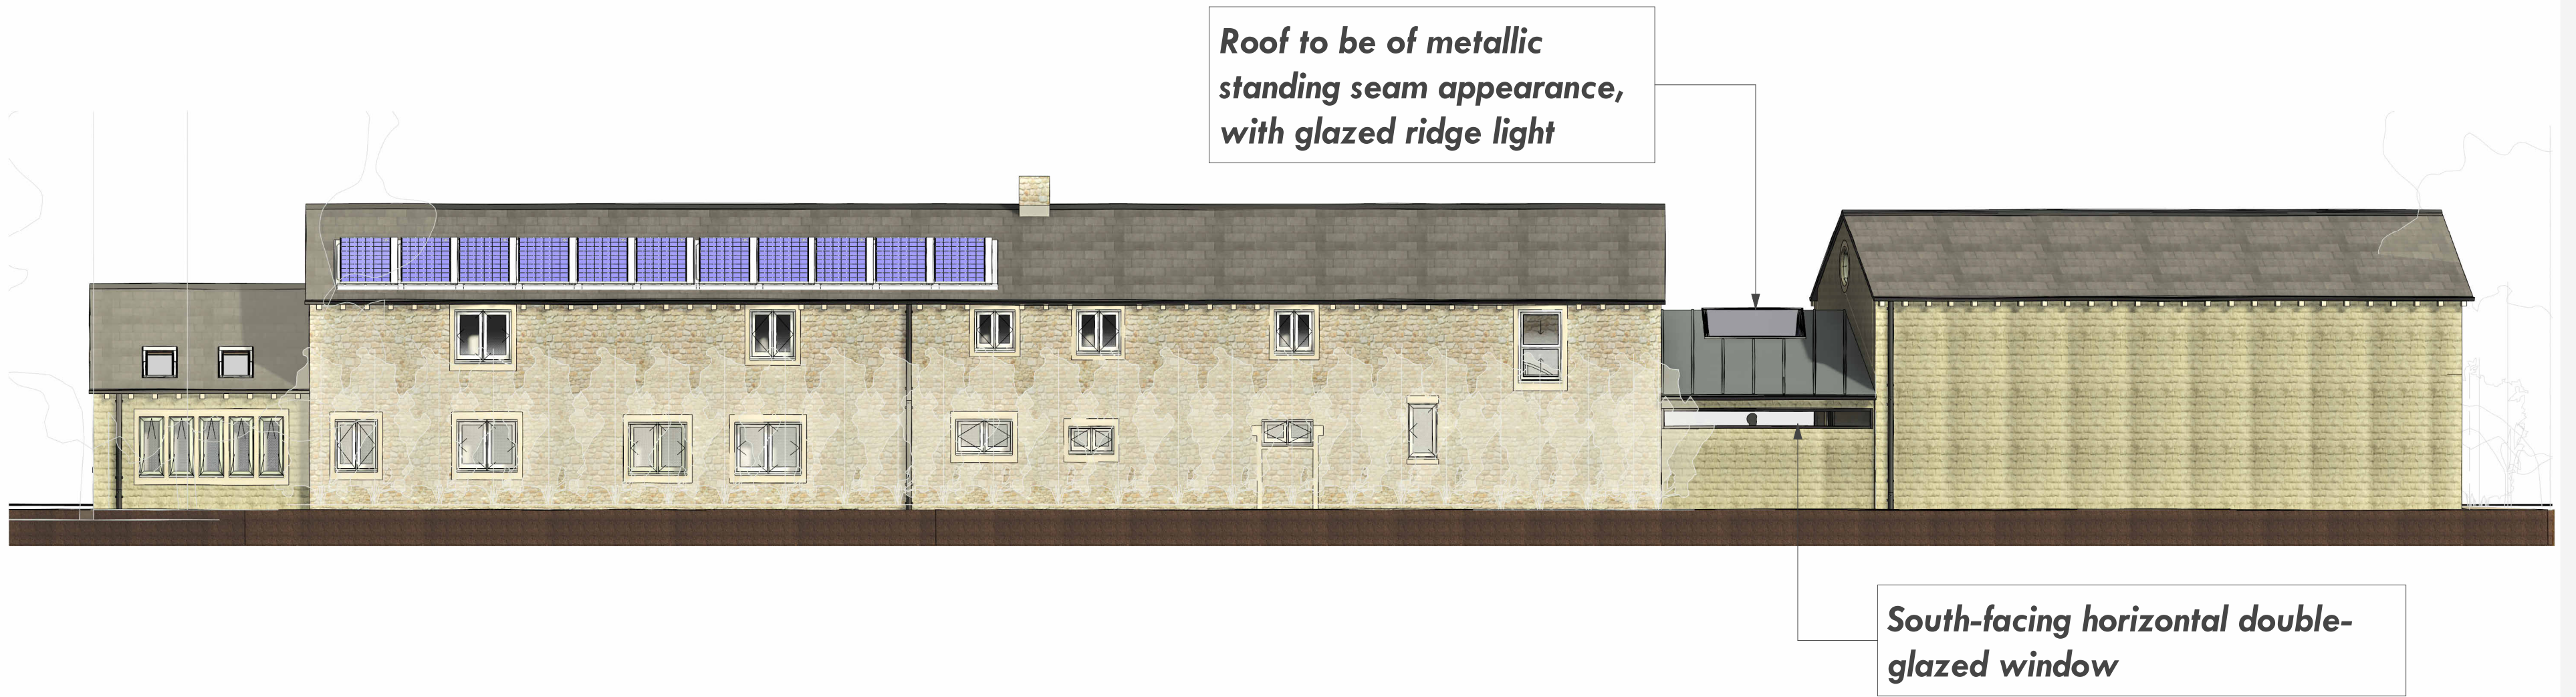 Roof to be of metallic
standing seam appearance,
with glazed ridge light
South-facing horizontal double-
glazed window